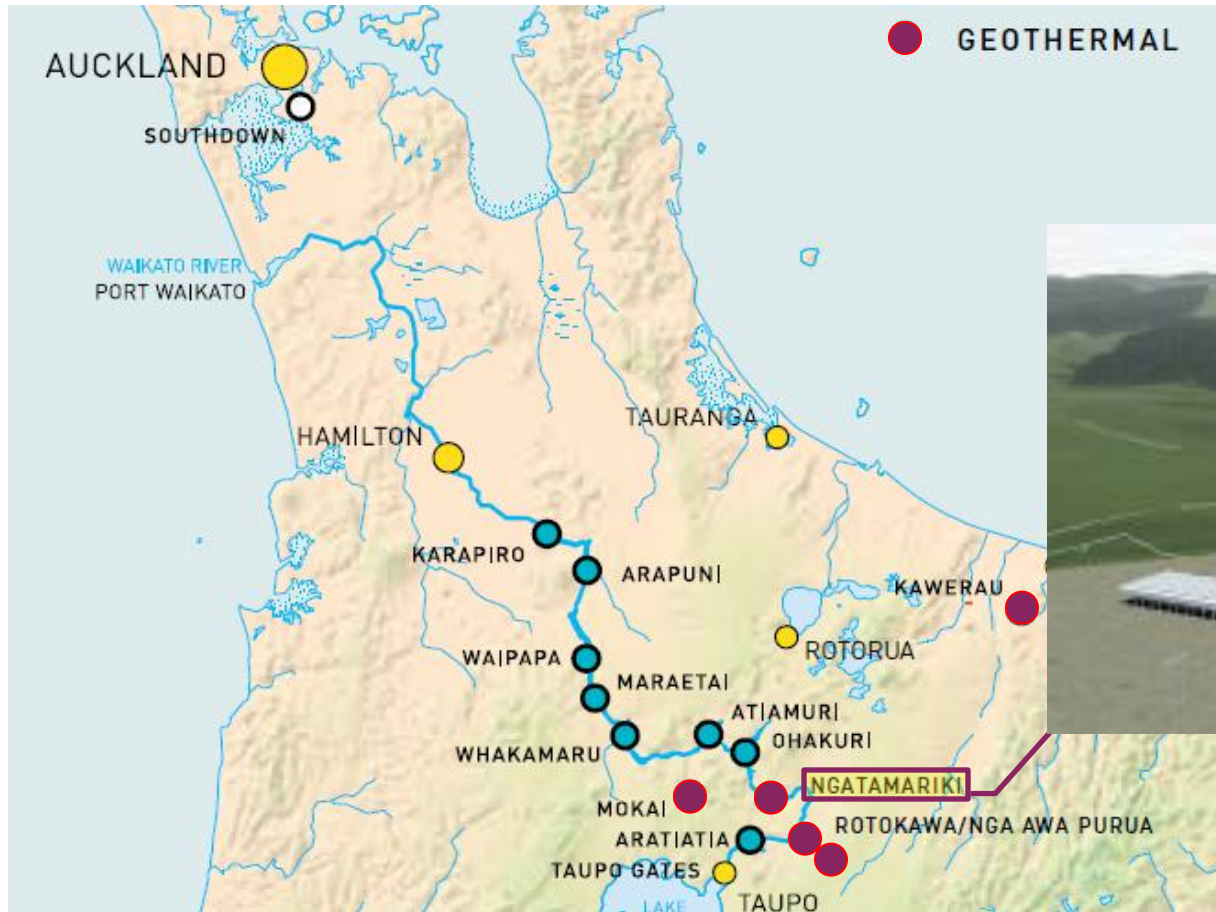 GEOTHERMAL
AUCKLAND
SOUTHDOWN
WAIKATO RIVER
PORT WAIKATO
TAURANGA
HAMILTON
KARAPIRO
ARAPUNI
KAWERAU
ROTORUA
WAIPAPA
MARAETAI
ATIAMURI
WHAKAMARU
OHAKURI
NGATAMARIKI
MOKAI
ROTOKAWA/NGA AWA PURUA
ARATIATIA
TAUPO GATES
TAUPO
LAKE